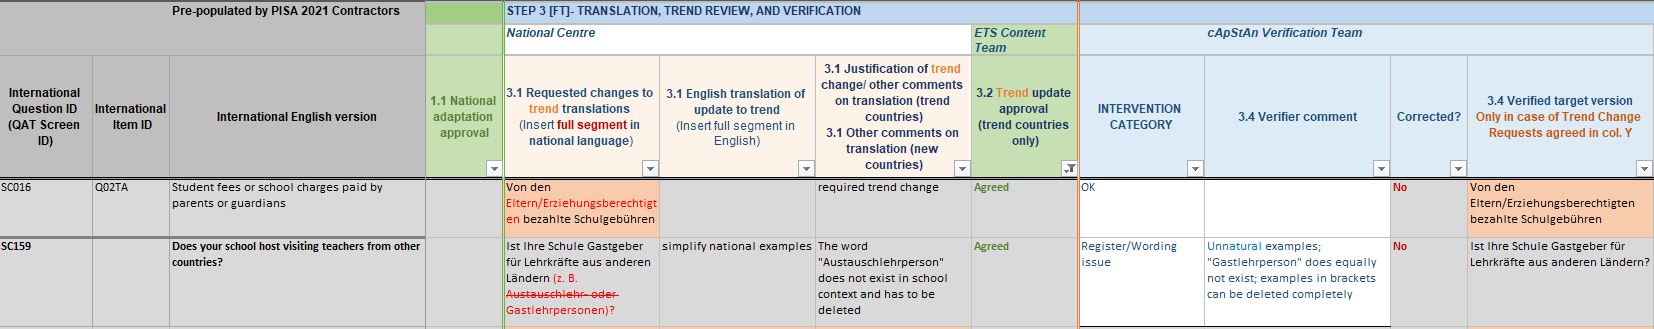 Pre-populated by PISA 2021 Contractors
STEP 3 [FT]- TRANSLATION, TREND REVIEW, AND VERIFICATION
National Centre
ETS Content
Team
cApStAn Verification Team
International
Question ID
(QAT Screen
ID)
International
Item ID
International English version
1.1 National
adaptation
approval
3.1 Requested changes to
trend translations
(Insert full segment in
national language)
3.1 English translation of
update to trend
(Insert full segment in
English)
3.1 Justification of trend
change/ other comments
on translation (trend
countries)
3.1 Other comments on
translation (new
countries)
3.2 Trend update
approval
(trend countries
only)
INTERVENTION
CATEGORY
3.4 Verifier comment
Corrected?
3.4 Verified target version
Only in case of Trend Change
Requests agreed in col. Y
SC016
Q02TA
Student fees or school charges paid by
parents or guardians
Von den
Eltern/Erziehungsberechtigt
en bezahlte Schulgebühren
required trend change
Agreed
OK
No
Von den
Eltern/Erziehungsberechtigten
bezahlte Schulgebühren
SC159
Does your school host visiting teachers from other
countries?
Ist Ihre Schule Gastgeber
für Lehrkräfte aus anderen
Ländern (z. B.
Austauschlehr- oder
Gastlehrpersonen)?
simplify national examples
The word
"Austauschlehrperson"
does not exist in school
context and has to be
deleted
Agreed
Register/Wording
issue
Unnatural examples;
"Gastlehrperson" does equally
not exist; examples in brackets
can be deleted completely
No
Ist Ihre Schule Gastgeber für
Lehrkräfte aus anderen Ländern?